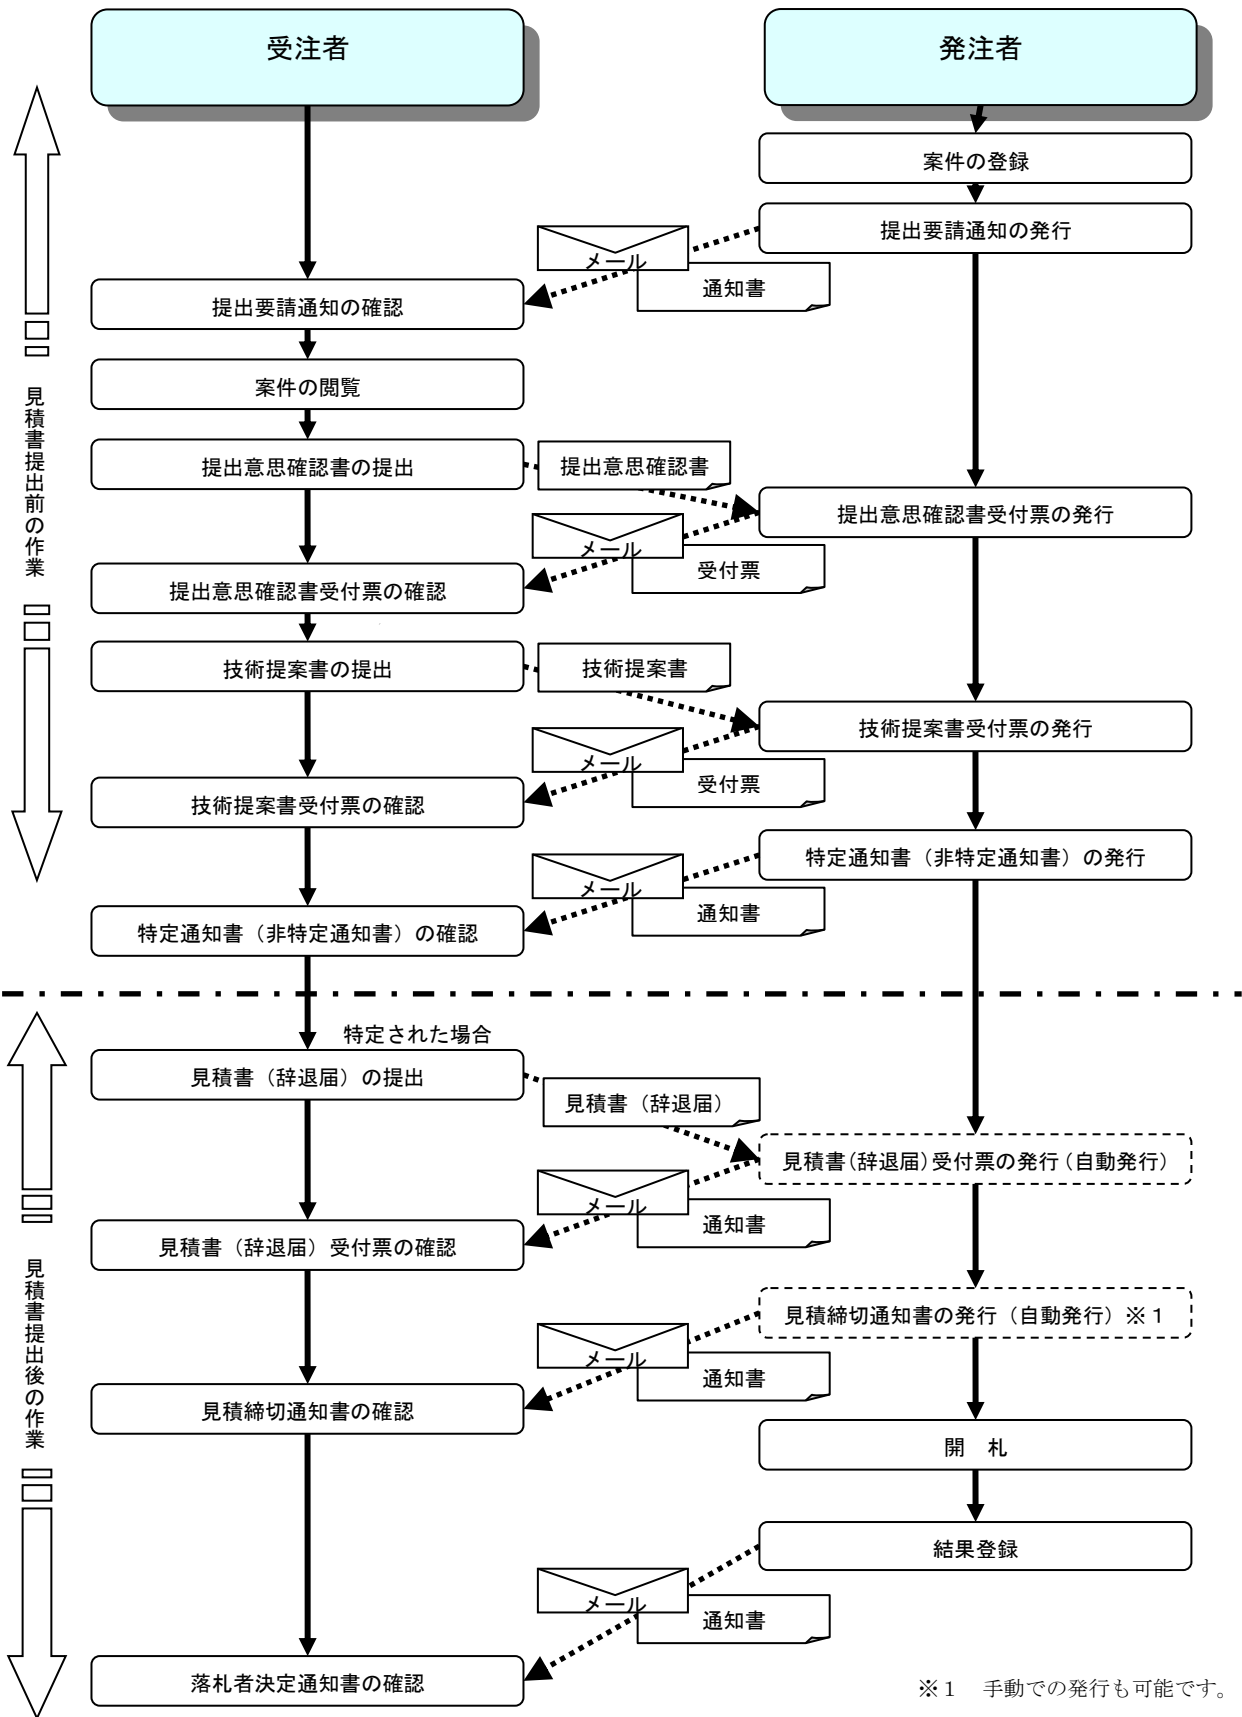 受注者
発注者
案件の登録
提出要請通知の発行
メール
通知書
提出要請通知の確認
案件の閲覧
見積書提出前の作業
提出意思確認書の提出
提出意思確認書
提出意思確認書受付票の発行
メール
受付票
提出意思確認書受付票の確認
技術提案書の提出
技術提案書
技術提案書受付票の発行
メール
受付票
技術提案書受付票の確認
特定通知書（非特定通知書）の発行
メール
通知書
特定通知書（非特定通知書）の確認
特定された場合
見積書（辞退届）の提出
見積書（辞退届）
見積書(辞退届)受付票の発行(自動発行)
メール
通知書
見積書（辞退届）受付票の確認
見積書提出後の作業
見積締切通知書の発行（自動発行）※１
メール
通知書
見積締切通知書の確認
開　札
結果登録
メール
通知書
落札者決定通知書の確認
※１　手動での発行も可能です。